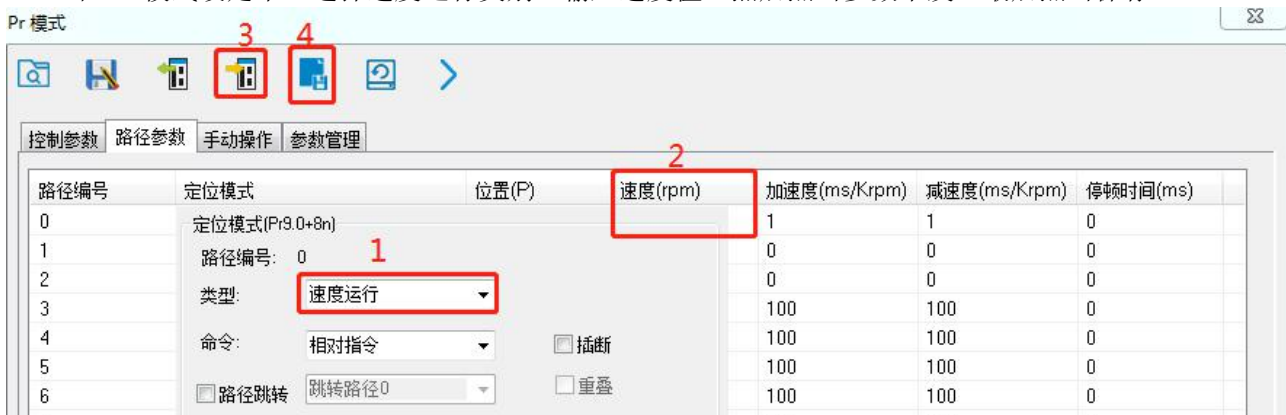 Pr 模式
3
4
控制参数 路径参数 手动操作 参数管理
2
路径编号 定位模式 位置(P) 速度(rpm) 加速度(ms/Krpm) 减速度(ms/Krpm) 停顿时间(ms)
0 定位模式(Pr9.0+8n) 1 1 0
1 路径编号: 0 1 0 0 0
2 类型: 速度运行 0 0 0
3 100 100 0
4 命令: 相对指令 插断 100 100 0
5 100 100 0
6 路径跳转 跳转路径0 重叠 100 100 0